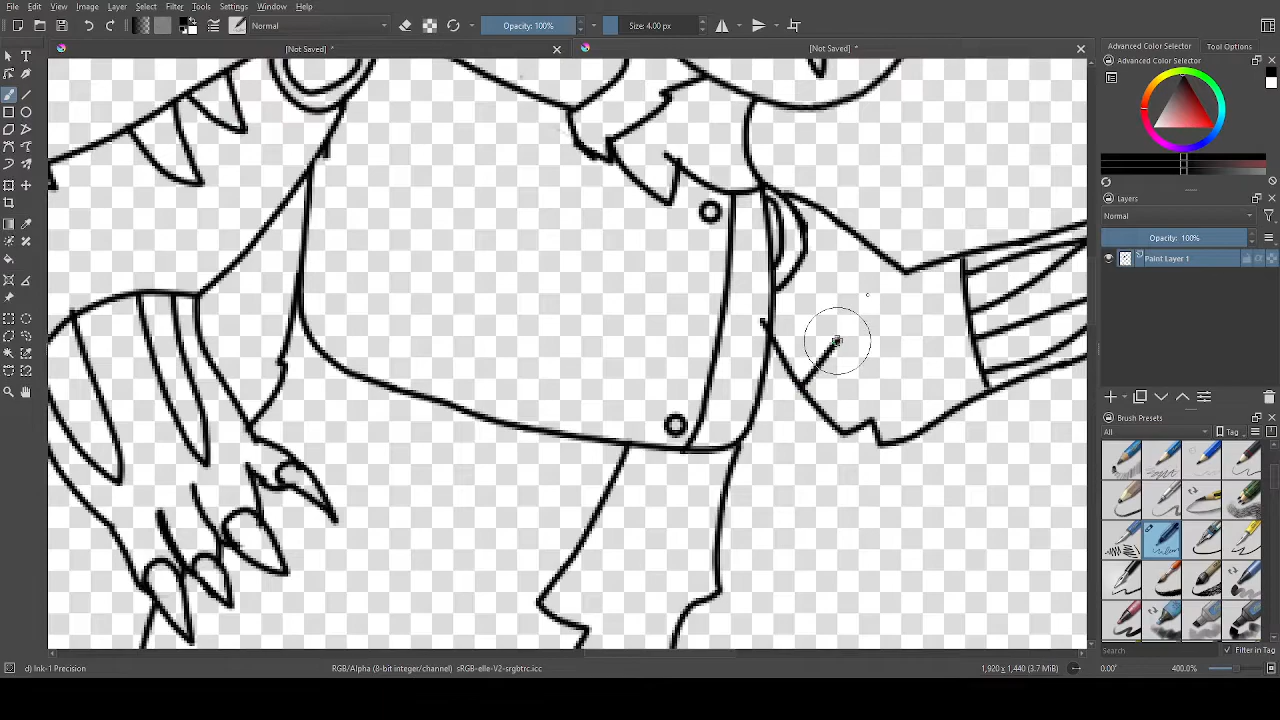 File Edit View Image Layer Select Filter Tools Settings Window Help
Normal
Opacity: 100%
Size: 4.00 px
[Not Saved] *
[Not Saved] *
Advanced Color Selector
Tool Options
Advanced Color Selector
Layers
Normal
Opacity: 100%
Paint Layer 1
Brush Presets
All
Tag
Search
Filter in Tag
d) Ink-1 Precision
RGB/Alpha (8-bit integer/channel) sRGB-elle-V2-srgbtrc.icc
1,920 x 1,440 (3.7 MiB)
0.00°
400.0%